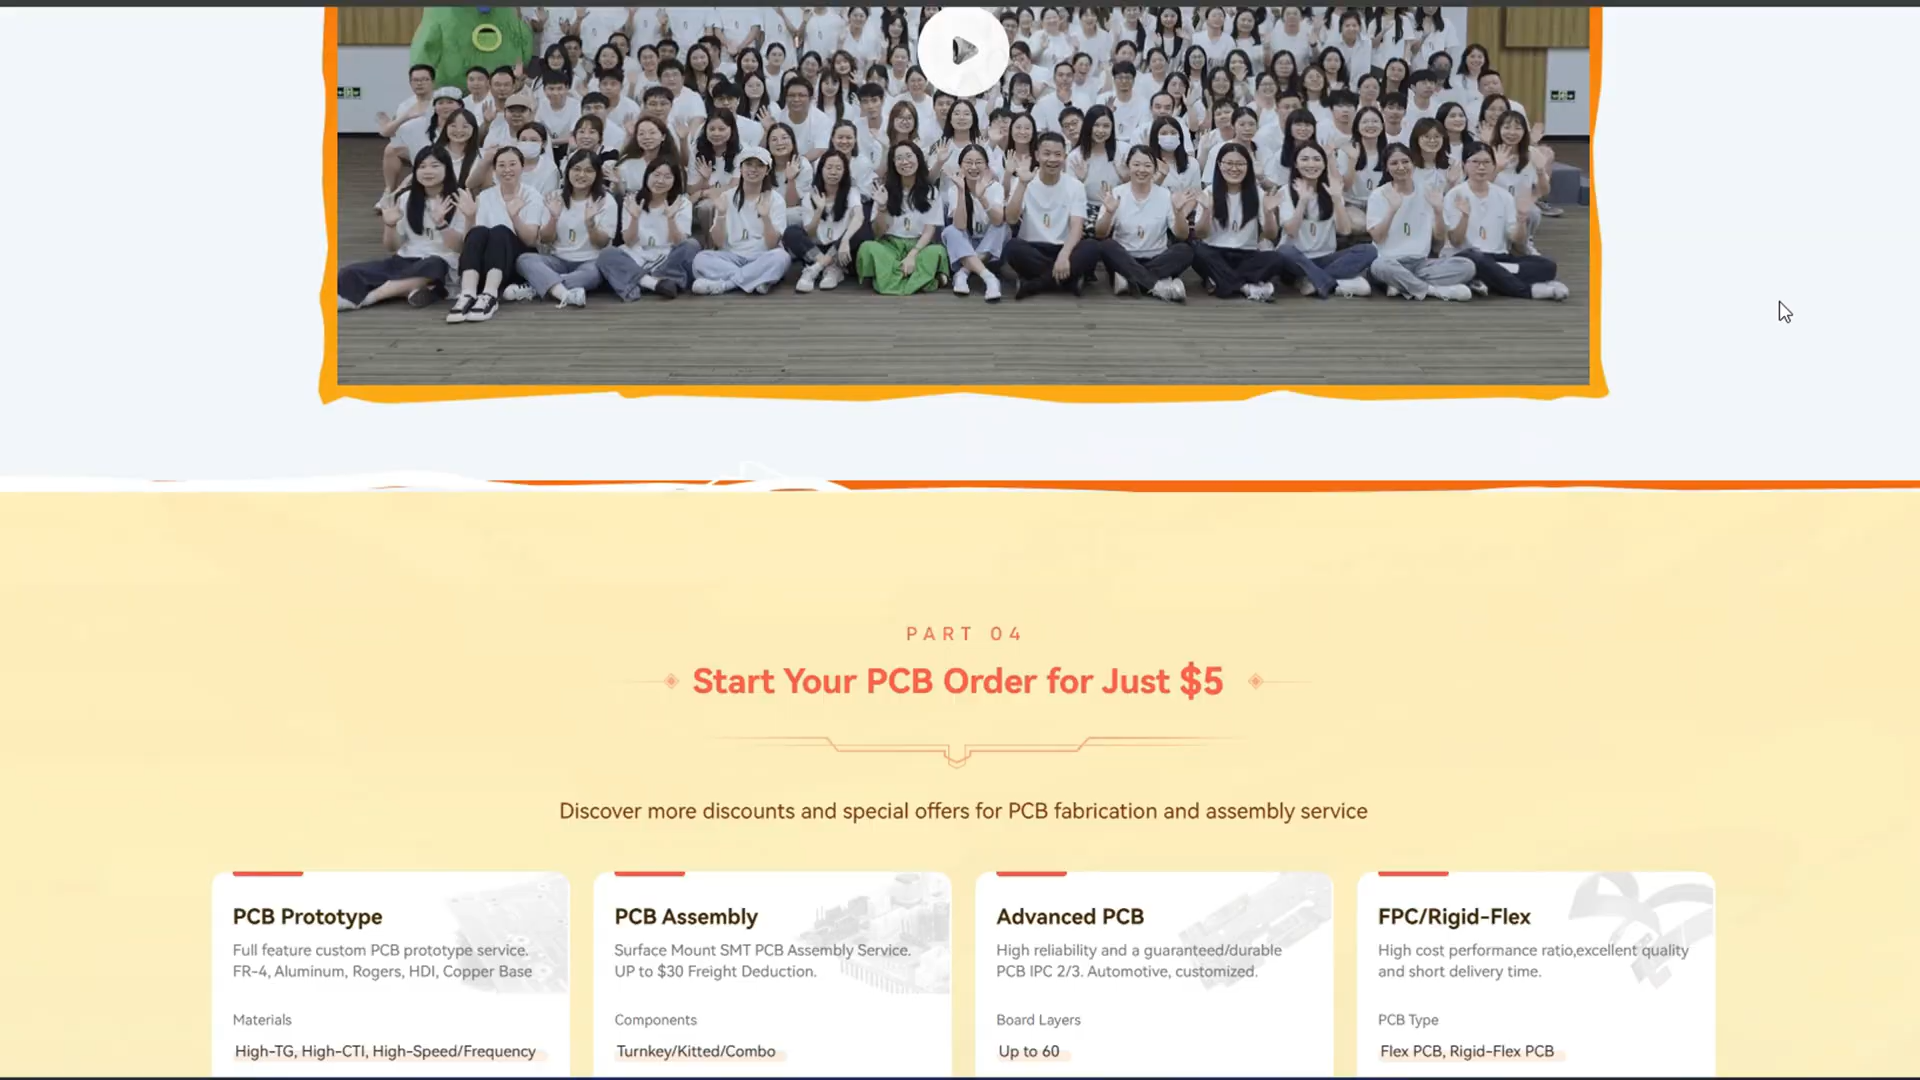 PART 04
Start Your PCB Order for Just $5
Discover more discounts and special offers for PCB fabrication and assembly service
PCB Prototype
Full feature custom PCB prototype service.
FR-4, Aluminum, Rogers, HDI, Copper Base
Materials
High-TG, High-CTI, High-Speed/Frequency
PCB Assembly
Surface Mount SMT PCB Assembly Service.
UP to $30 Freight Deduction.
Components
Turnkey/Kitted/Combo
Advanced PCB
High reliability and a guaranteed/durable
PCB IPC 2/3. Automotive, customized.
Board Layers
Up to 60
FPC/Rigid-Flex
High cost performance ratio,excellent quality
and short delivery time.
PCB Type
Flex PCB, Rigid-Flex PCB